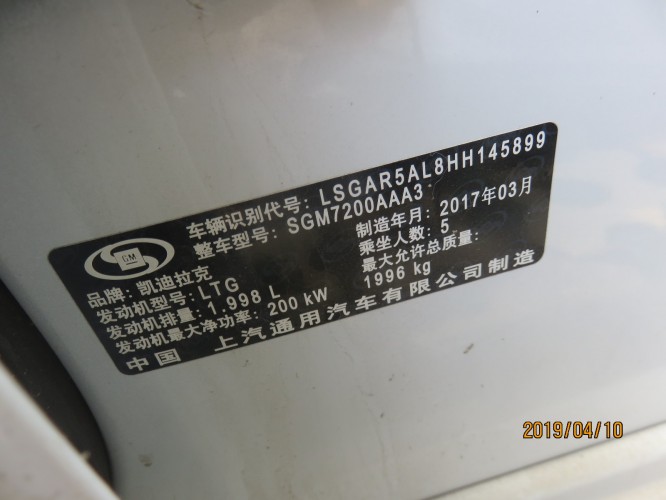 车辆识别代号: LSGAR5AL8HH145899
整车型号: SGM7200AAA3
GM
制造年月: 2017年03月
品牌: 凯迪拉克
乘坐人数: 5
发动机型号: LTG
最大允许总质量:
发动机排量: 1.998 L
1996 kg
发动机最大净功率: 200 kW
中国 上汽通用汽车有限公司制造
2019/04/10